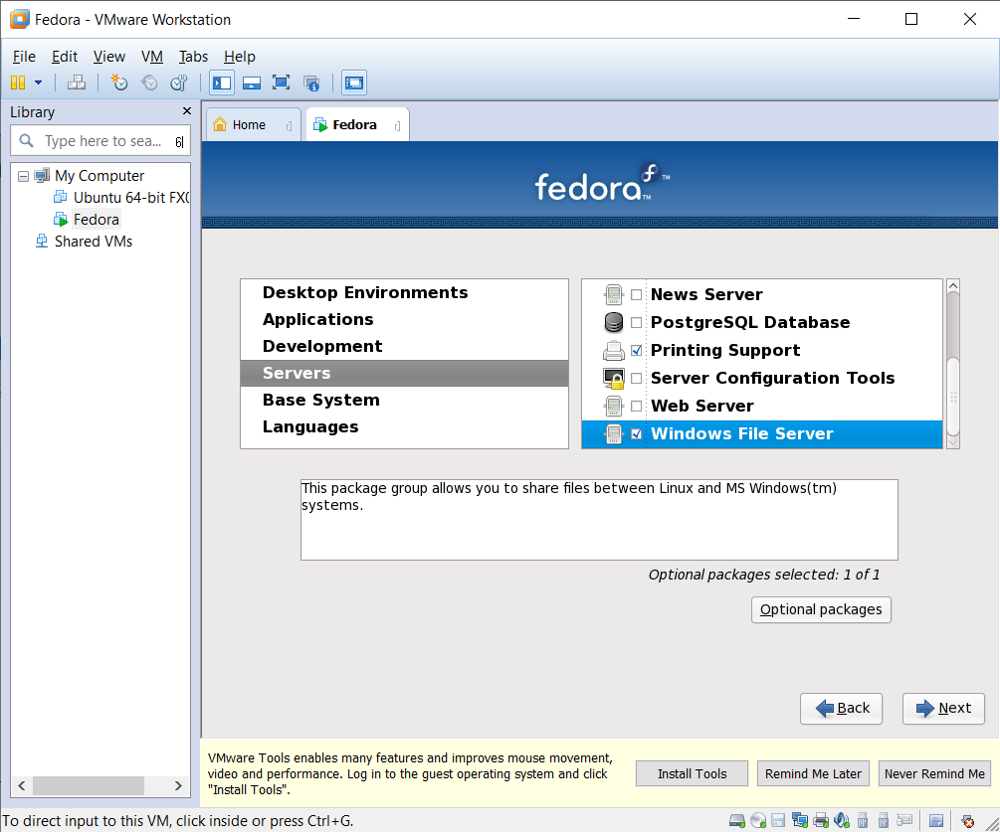 Fedora - VMware Workstation
File Edit View VM Tabs Help
Library
Type here to sea...
My Computer
Ubuntu 64-bit FX
Fedora
Shared VMs
Home
Fedora
fedora™
Desktop Environments
Applications
Development
Servers
Base System
Languages
News Server
PostgreSQL Database
Printing Support
Server Configuration Tools
Web Server
Windows File Server
This package group allows you to share files between Linux and MS Windows(tm)
systems.
Optional packages selected: 1 of 1
Optional packages
Back
Next
VMware Tools enables many features and improves mouse movement,
video and performance. Log in to the guest operating system and click
"Install Tools".
Install Tools
Remind Me Later
Never Remind Me
To direct input to this VM, click inside or press Ctrl+G.